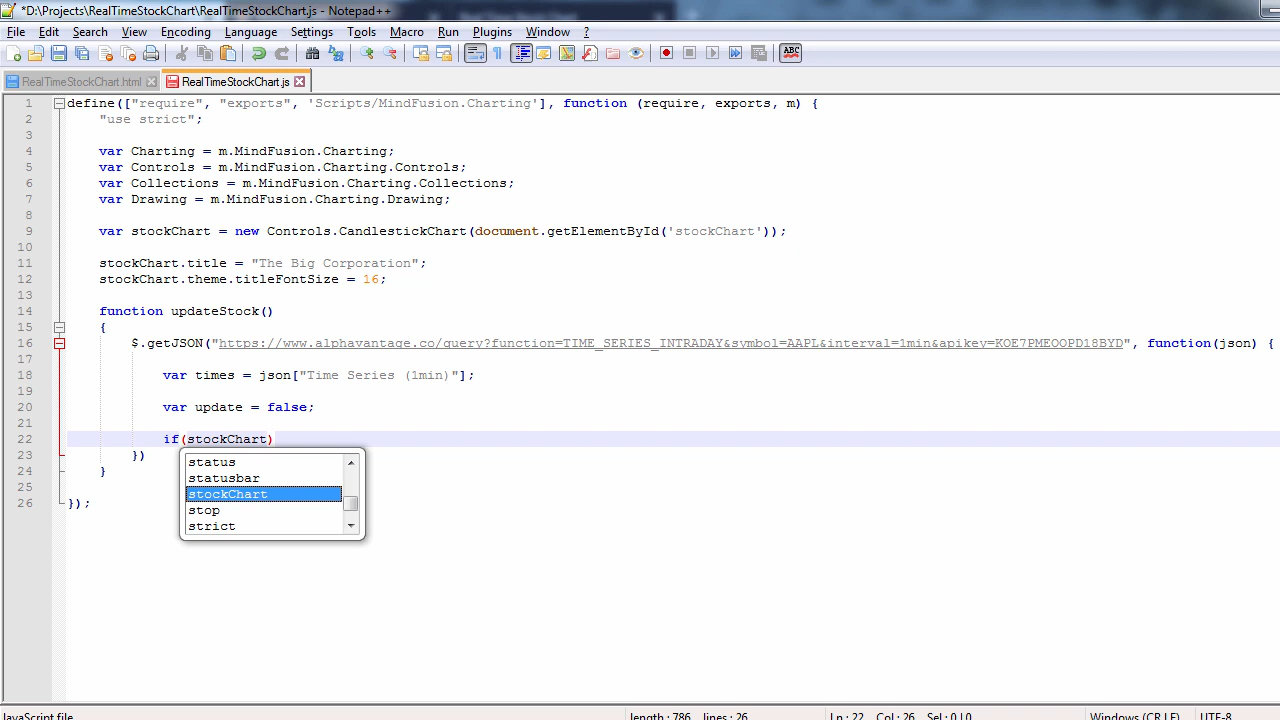 *D:\Projects\RealTimeStockChart\RealTimeStockChart.js - Notepad++
File Edit Search View Encoding Language Settings Tools Macro Run Plugins Window ?
ABC
RealTimeStockChart.html RealTimeStockChart.js
1 define(["require", "exports", 'Scripts/MindFusion.Charting'], function (require, exports, m) {
2 "use strict";
3
4 var Charting = m.MindFusion.Charting;
5 var Controls = m.MindFusion.Charting.Controls;
6 var Collections = m.MindFusion.Charting.Collections;
7 var Drawing = m.MindFusion.Charting.Drawing;
8
9 var stockChart = new Controls.CandlestickChart(document.getElementById('stockChart'));
10
11 stockChart.title = "The Big Corporation";
12 stockChart.theme.titleFontSize = 16;
13
14 function updateStock()
15 {
16 $.getJSON("https://www.alphavantage.co/query?function=TIME_SERIES_INTRADAY&symbol=AAPL&interval=1min&apikey=KOE7PMEOOPD18BYD", function(json) {
17
18 var times = json["Time Series (1min)"];
19
20 var update = false;
21
22 if(stockChart)
23 })
24 }
25
26 });
status
statusbar
stockChart
stop
strict
JavaScript file length : 786 lines : 26 Ln : 22 Col : 26 Sel : 0 | 0 Windows (CR LF) UTF-8